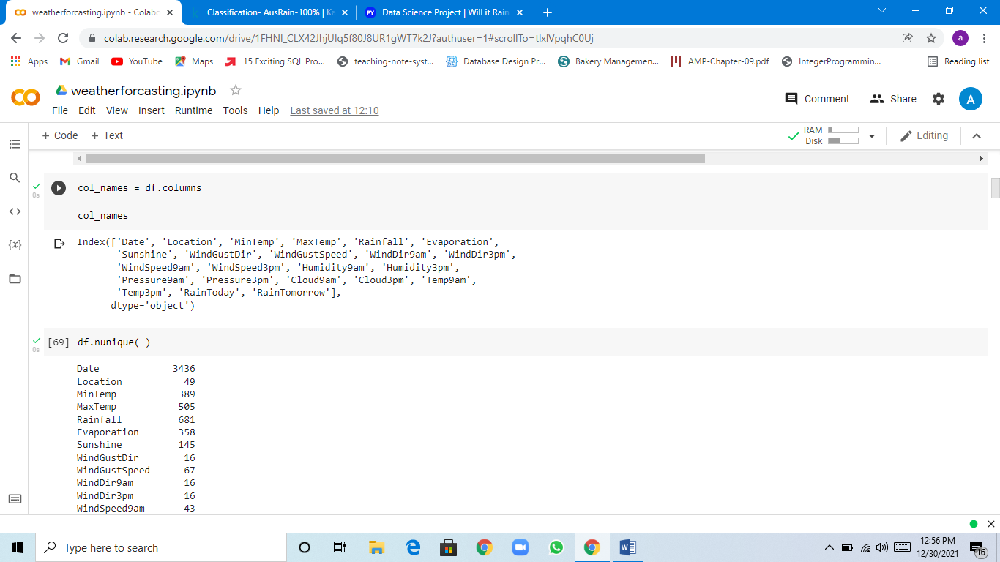 weatherforcasting.ipynb - Colabc
Classification- AusRain-100% | Ka
PY Data Science Project | Will it Rain
colab.research.google.com/drive/1FHNI_CLX42JhjUIq5f80J8UR1gWT7k2J?authuser=1#scrollTo=tlxlVpqhC0Uj
a
Apps Gmail YouTube Maps 15 Exciting SQL Pro... teaching-note-syst... Database Design Pr... Bakery Managemen... AMP-Chapter-09.pdf IntegerProgrammin... Reading list
weatherforcasting.ipynb
File Edit View Insert Runtime Tools Help Last saved at 12:10
Comment Share A
+ Code + Text
RAM
Disk
Editing
0s
col_names = df.columns
col_names
Index(['Date', 'Location', 'MinTemp', 'MaxTemp', 'Rainfall', 'Evaporation',
'Sunshine', 'WindGustDir', 'WindGustSpeed', 'WindDir9am', 'WindDir3pm',
'WindSpeed9am', 'WindSpeed3pm', 'Humidity9am', 'Humidity3pm',
'Pressure9am', 'Pressure3pm', 'Cloud9am', 'Cloud3pm', 'Temp9am',
'Temp3pm', 'RainToday', 'RainTomorrow'],
dtype='object')
[69] df.nunique( )
0s
Date 3436
Location 49
MinTemp 389
MaxTemp 505
Rainfall 681
Evaporation 358
Sunshine 145
WindGustDir 16
WindGustSpeed 67
WindDir9am 16
WindDir3pm 16
WindSpeed9am 43
Type here to search
12:56 PM
12/30/2021
16